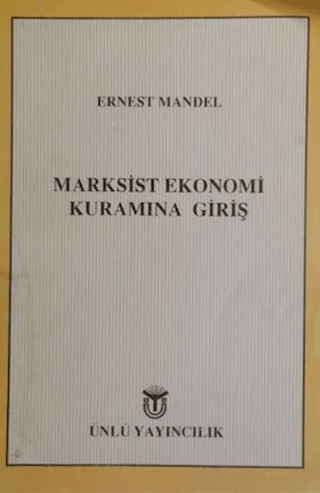 ERNEST MANDEL
MARKSİST EKONOMİ
KURAMINA GİRİŞ
ÜNLÜ YAYINCILIK